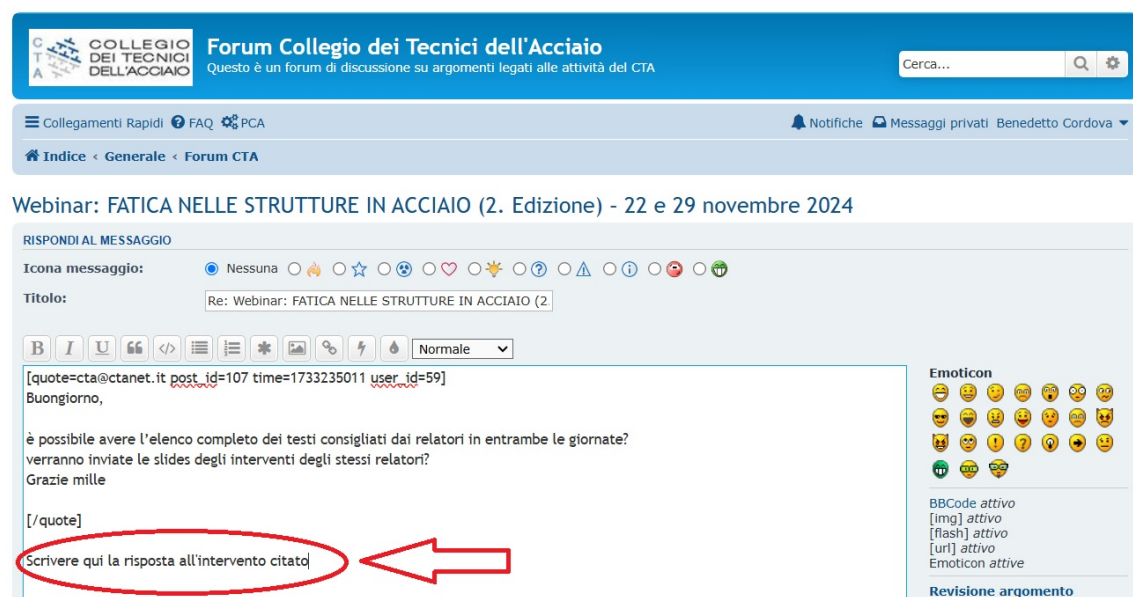 C T A COLLEGIO DEI TECNICI DELL'ACCIAIO
Forum Collegio dei Tecnici dell'Acciaio
Questo è un forum di discussione su argomenti legati alle attività del CTA
Cerca...
Collegamenti Rapidi FAQ PCA
Notifiche Messaggi privati Benedetto Cordova
Indice ‹ Generale ‹ Forum CTA
Webinar: FATICA NELLE STRUTTURE IN ACCIAIO (2. Edizione) - 22 e 29 novembre 2024
RISPONDI AL MESSAGGIO
Icona messaggio: Nessuna
Titolo: Re: Webinar: FATICA NELLE STRUTTURE IN ACCIAIO (2.
B I U Normale
[quote=cta@ctanet.it post_id=107 time=1733235011 user_id=59]
Buongiorno,
è possibile avere l’elenco completo dei testi consigliati dai relatori in entrambe le giornate?
verranno inviate le slides degli interventi degli stessi relatori?
Grazie mille
[/quote]
Scrivere qui la risposta all'intervento citato
Emoticon
BBCode attivo
[img] attivo
[flash] attivo
[url] attivo
Emoticon attive
Revisione argomento